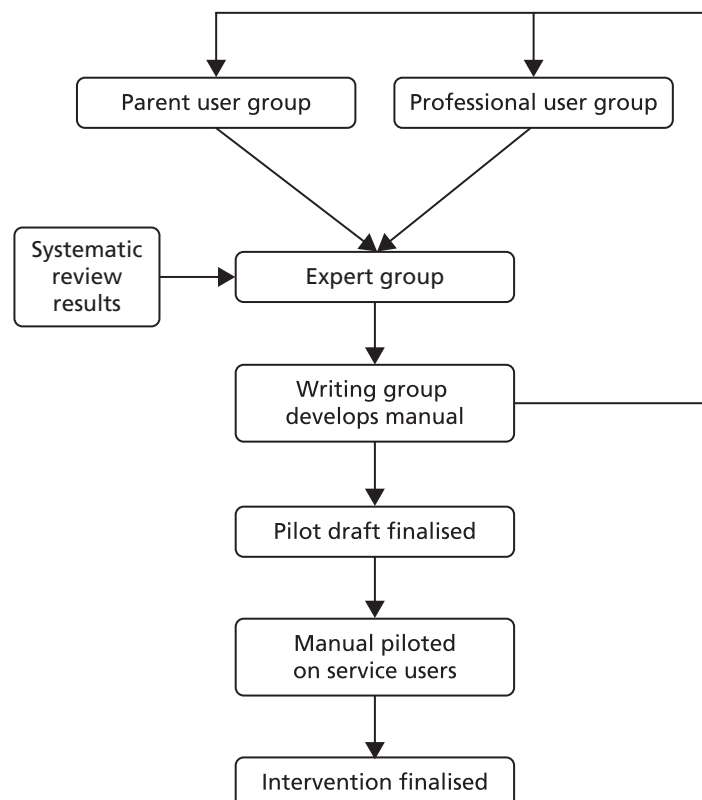 Parent user group
Professional user group
Systematic
review
results
Expert group
Writing group
develops manual
Pilot draft finalised
Manual piloted
on service users
Intervention finalised